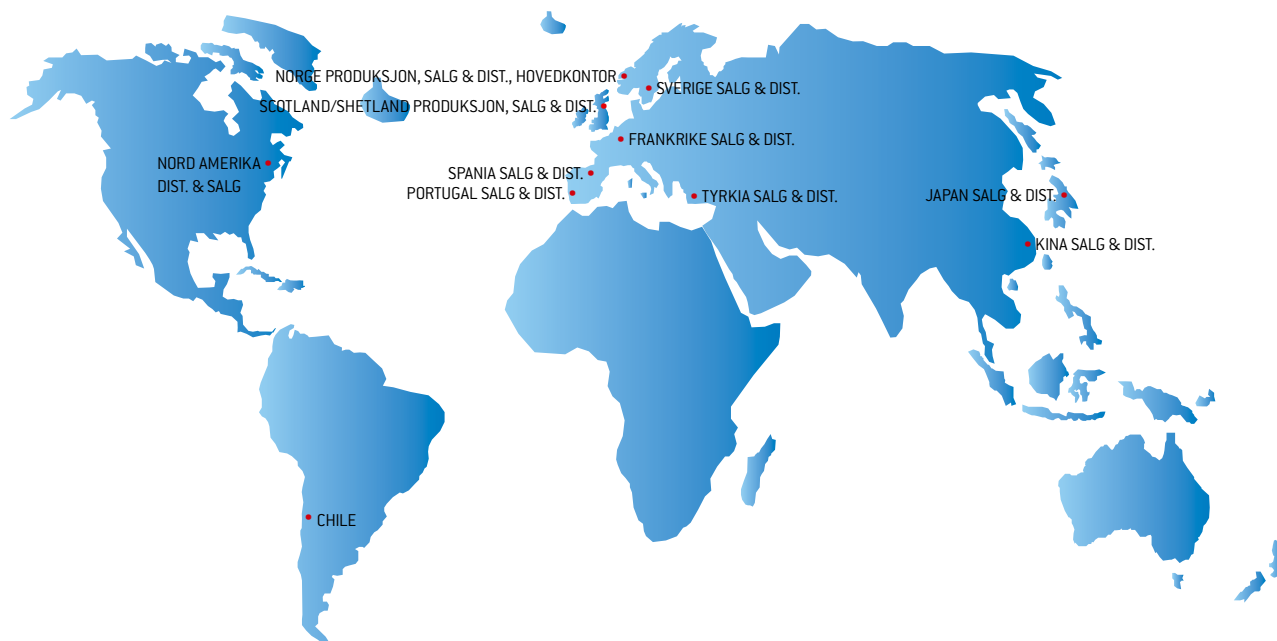 NORGE PRODUKSJON, SALG & DIST., HOVEDKONTOR
SVERIGE SALG & DIST.
SCOTLAND/SHETLAND PRODUKSJON, SALG & DIST.
FRANKRIKE SALG & DIST.
NORD AMERIKA
DIST. & SALG
SPANIA SALG & DIST.
PORTUGAL SALG & DIST.
TYRKIA SALG & DIST.
JAPAN SALG & DIST.
KINA SALG & DIST.
CHILE